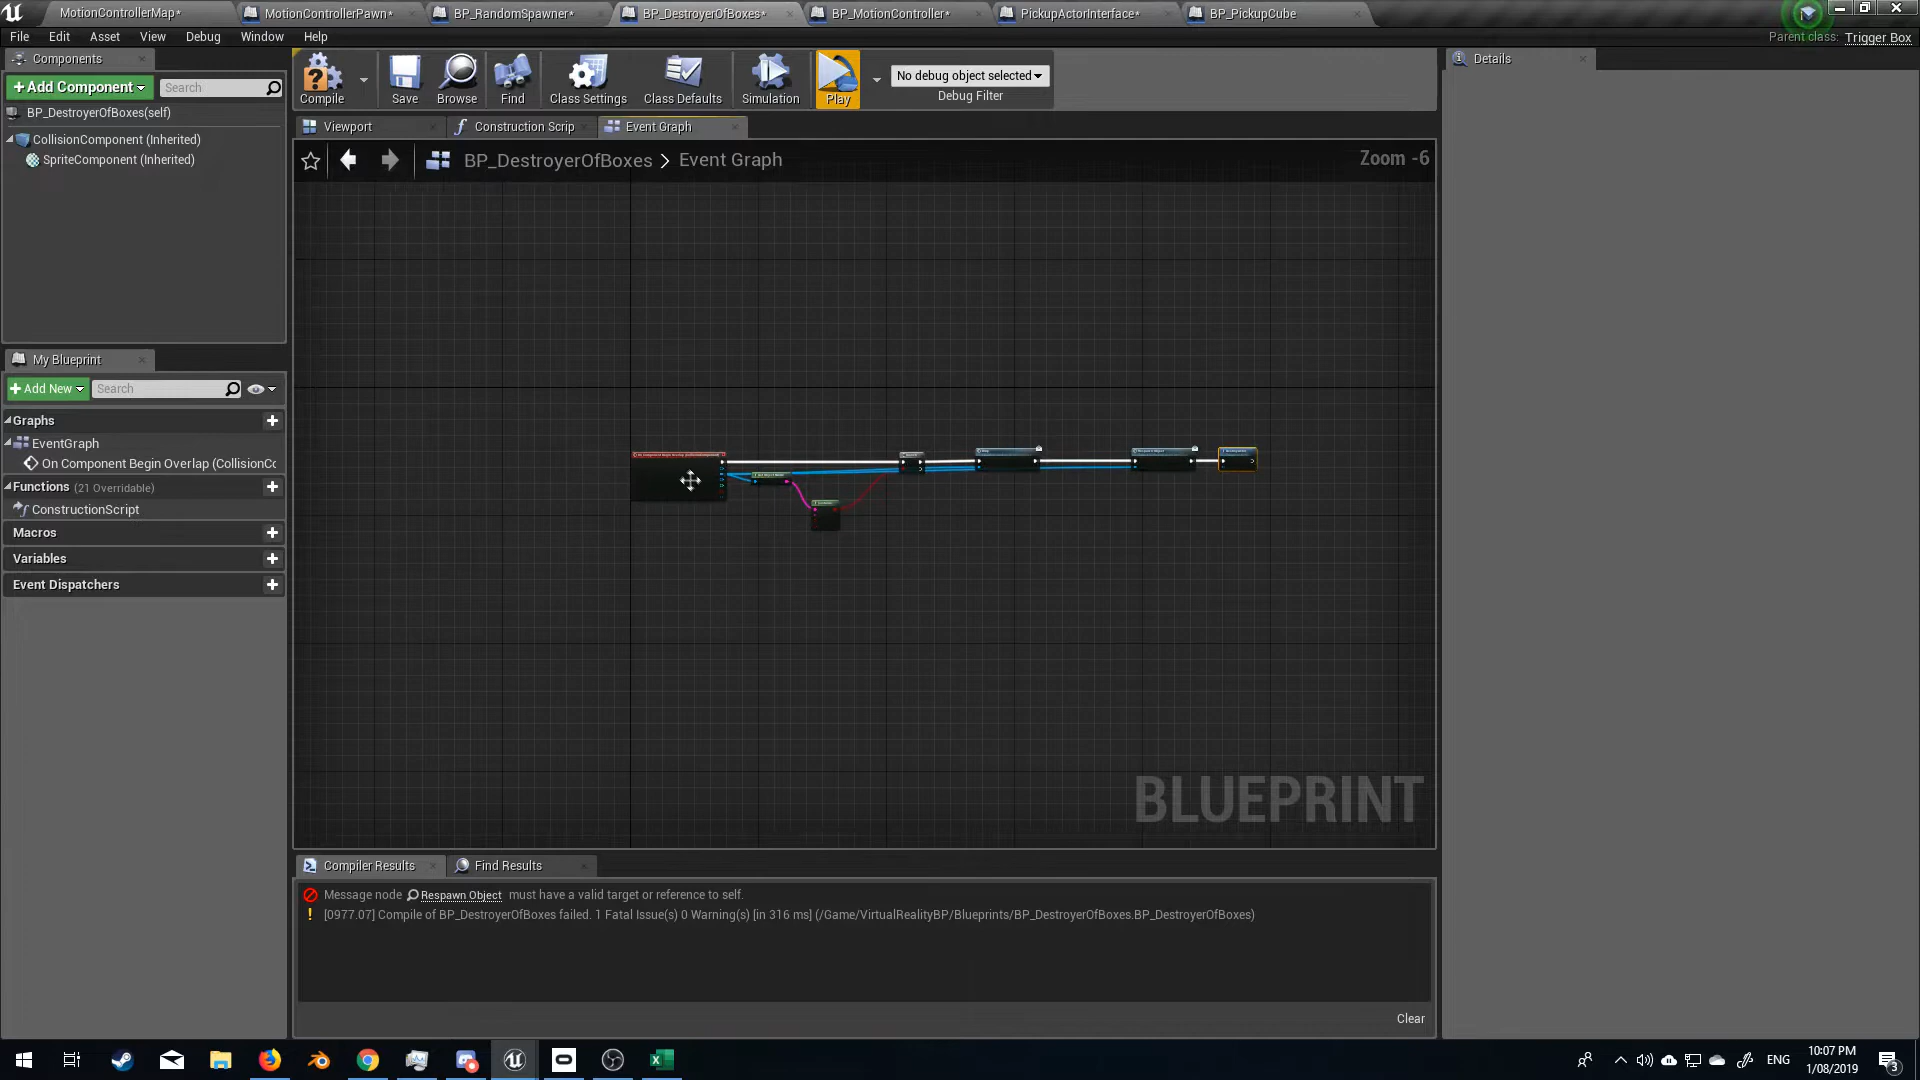 MotionControllerMap*
MotionControllerPawn*
BP_RandomSpawner*
BP_DestroyerOfBoxes*
BP_MotionController*
PickupActorInterface*
BP_PickupCube
File Edit Asset View Debug Window Help
Parent class: Trigger Box
Components
+Add Component
Search
BP_DestroyerOfBoxes(self)
CollisionComponent (Inherited)
SpriteComponent (Inherited)
Compile
Save
Browse
Find
Class Settings
Class Defaults
Simulation
Play
No debug object selected
Debug Filter
Details
Viewport
Construction Scrip
Event Graph
BP_DestroyerOfBoxes > Event Graph
Zoom -6
My Blueprint
+Add New
Search
Graphs
EventGraph
On Component Begin Overlap (CollisionCo
Functions (21 Overridable)
ConstructionScript
Macros
Variables
Event Dispatchers
BLUEPRINT
Compiler Results
Find Results
Message node Respawn Object must have a valid target or reference to self.
[0977.07] Compile of BP_DestroyerOfBoxes failed. 1 Fatal Issue(s) 0 Warning(s) [in 316 ms] (/Game/VirtualRealityBP/Blueprints/BP_DestroyerOfBoxes.BP_DestroyerOfBoxes)
Clear
ENG
10:07 PM
1/08/2019
3